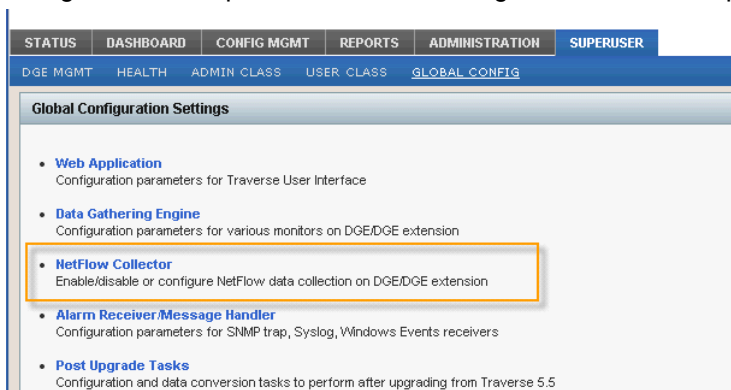 STATUS DASHBOARD CONFIG MGMT REPORTS ADMINISTRATION SUPERUSER
DGE MGMT HEALTH ADMIN CLASS USER CLASS GLOBAL CONFIG
Global Configuration Settings
• Web Application
Configuration parameters for Traverse User Interface
• Data Gathering Engine
Configuration parameters for various monitors on DGE/DGE extension
• NetFlow Collector
Enable/disable or configure NetFlow data collection on DGE/DGE extension
• Alarm Receiver/Message Handler
Configuration parameters for SNMP trap, Syslog, Windows Events receivers
• Post Upgrade Tasks
Configuration and data conversion tasks to perform after upgrading from Traverse 5.5